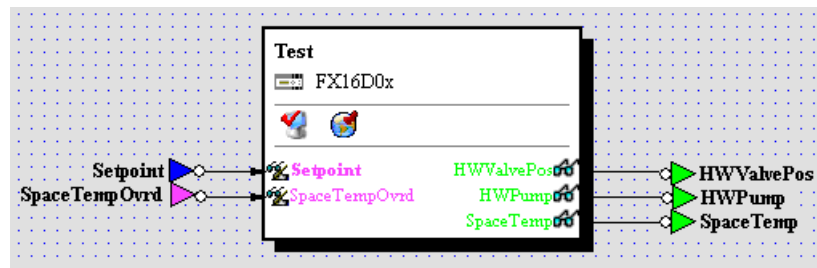 Test
FX16D0x
Setpoint Setpoint HWValvePos HWValvePos
SpaceTempOvrd SpaceTempOvrd HWPump HWPump
SpaceTemp SpaceTemp